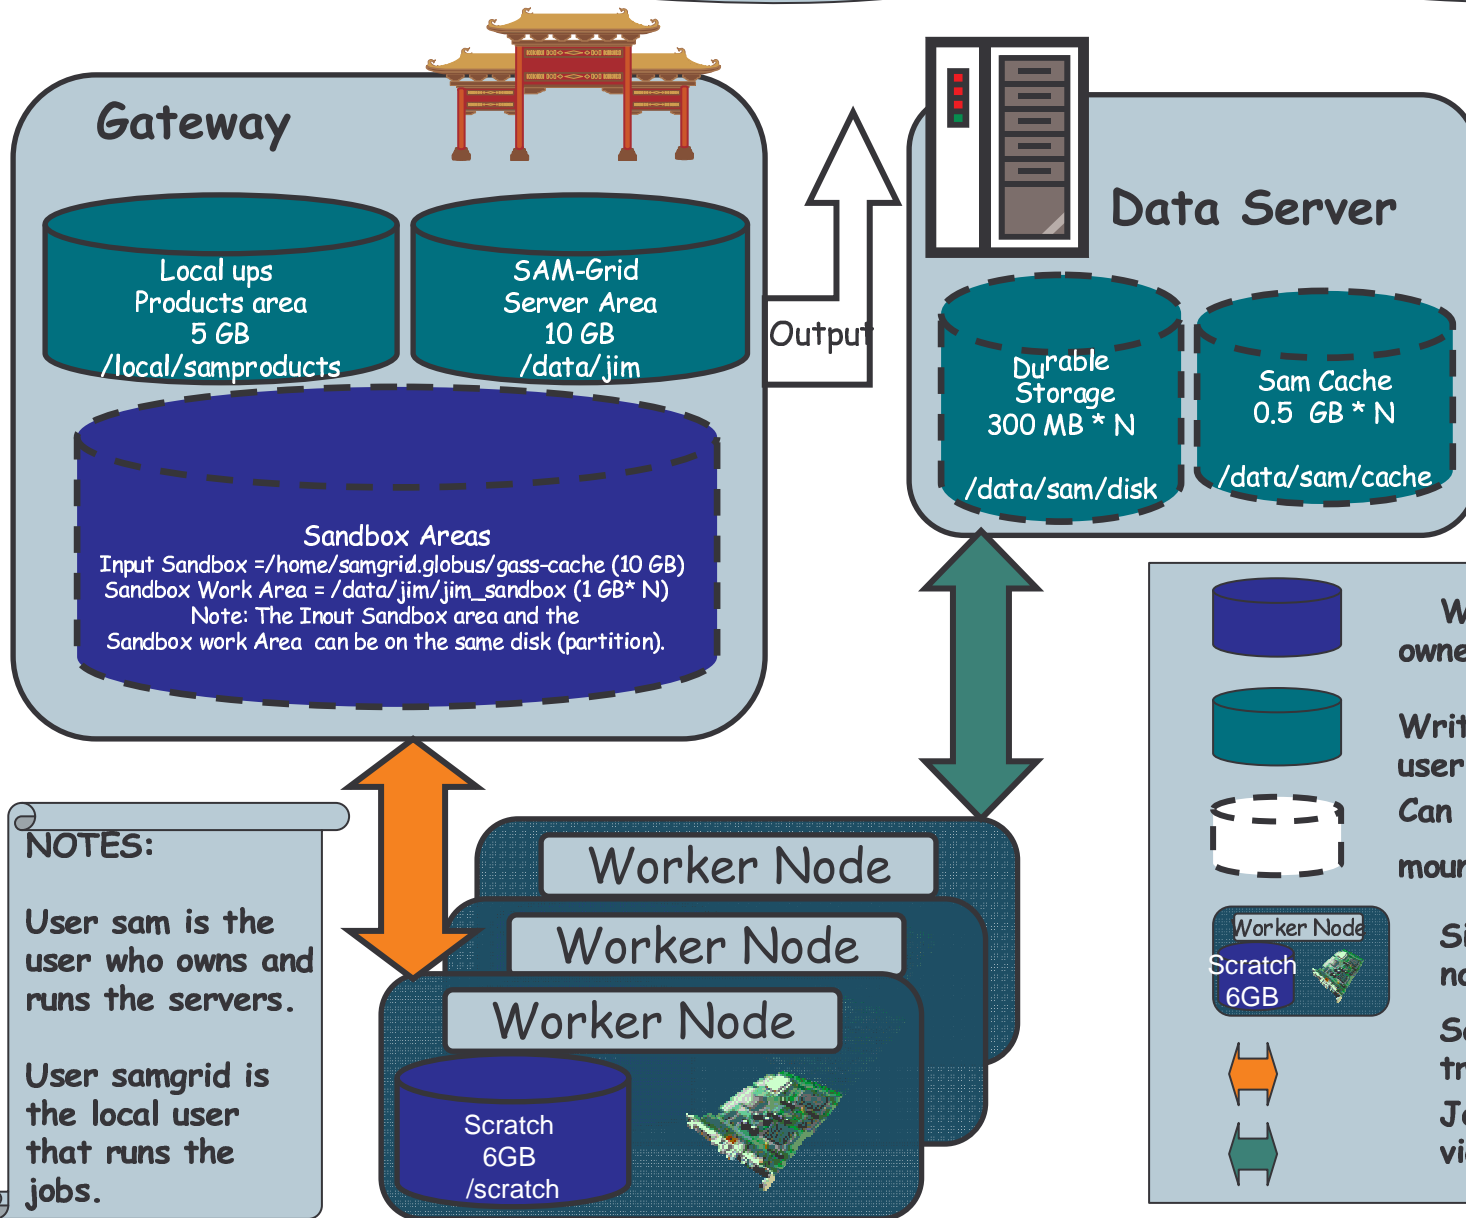 Gateway
Local ups
Products area
5 GB
/local/samproducts
SAM-Grid
Server Area
10 GB
/data/jim
Sandbox Areas
Input Sandbox =/home/samgrid.globus/gass-cache (10 GB)
Sandbox Work Area = /data/jim/jim_sandbox (1 GB* N)
Note: The Inout Sandbox area and the
Sandbox work Area can be on the same disk (partition).
Output
Data Server
Durable
Storage
300 MB * N
/data/sam/disk
Sam Cache
0.5 GB * N
/data/sam/cache
NOTES:
User sam is the
user who owns and
runs the servers.
User samgrid is
the local user
that runs the
jobs.
Worker Node
Worker Node
Worker Node
Scratch
6GB
/scratch
user
Can
Worker Node
Scratch
6GB